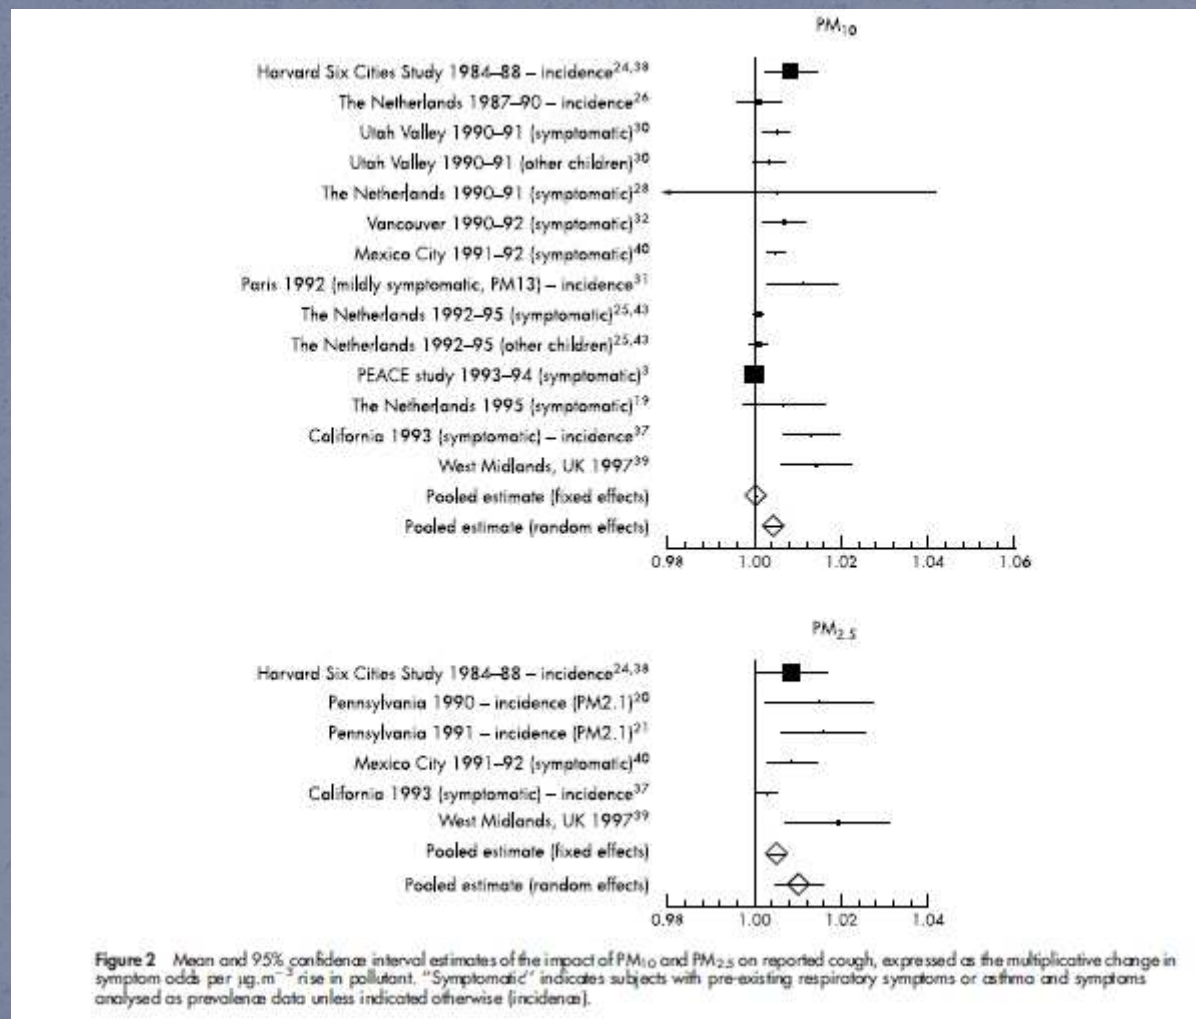 PM₁₀
Harvard Six Cities Study 1984–88 – incidence²⁴,³⁸
The Netherlands 1987–90 – incidence²⁶
Utah Valley 1990–91 (symptomatic)³⁰
Utah Valley 1990–91 (other children)³⁰
The Netherlands 1990–91 (symptomatic)²⁸
Vancouver 1990–92 (symptomatic)³²
Mexico City 1991–92 (symptomatic)⁴⁰
Paris 1992 (mildly symptomatic, PM13) – incidence³¹
The Netherlands 1992–95 (symptomatic)²⁵,⁴³
The Netherlands 1992–95 (other children)²⁵,⁴³
PEACE study 1993–94 (symptomatic)³
The Netherlands 1995 (symptomatic)¹⁹
California 1993 (symptomatic) – incidence³⁷
West Midlands, UK 1997³⁹
Pooled estimate (fixed effects)
Pooled estimate (random effects)
0.98 1.00 1.02 1.04 1.06
PM₂.₅
Harvard Six Cities Study 1984–88 – incidence²⁴,³⁸
Pennsylvania 1990 – incidence (PM2.1)²⁰
Pennsylvania 1991 – incidence (PM2.1)²¹
Mexico City 1991–92 (symptomatic)⁴⁰
California 1993 (symptomatic) – incidence³⁷
West Midlands, UK 1997³⁹
Pooled estimate (fixed effects)
Pooled estimate (random effects)
0.98 1.00 1.02 1.04
Figure 2 Mean and 95% confidence interval estimates of the impact of PM₁₀ and PM₂.₅ on reported cough, expressed as the multiplicative change in
symptom odds per µg.m⁻³ rise in pollutant. "Symptomatic" indicates subjects with pre-existing respiratory symptoms or asthma and symptoms
analysed as prevalence data unless indicated otherwise (incidence).